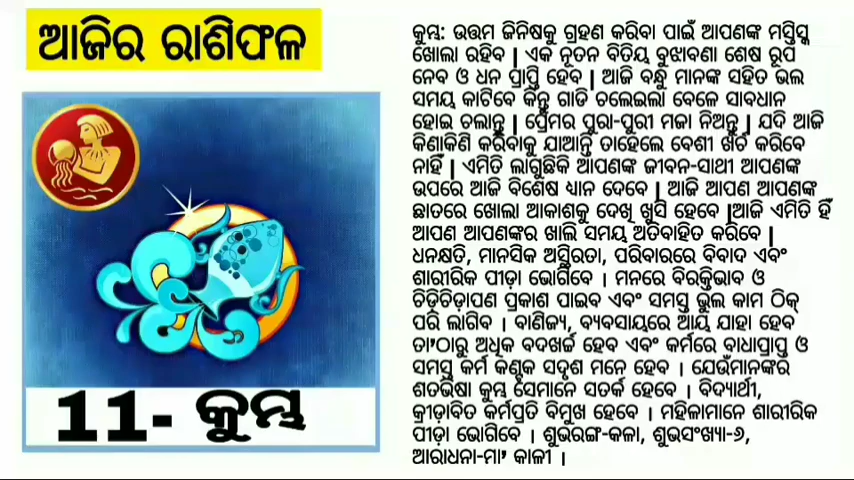 ଆଜିର ରାଶିଫଳ
11- କୁମ୍ଭ
କୁମ୍ଭ: ଉତ୍ତମ ଜିନିଷକୁ ଗ୍ରହଣ କରିବା ପାଇଁ ଆପଣଙ୍କ ମସ୍ତିସ୍କ
ଖୋଲା ରହିବ | ଏକ ନୂତନ ବିତିୟ ବୁଝାବଣା ଶେଷ ରୂପ
ନେବ ଓ ଧନ ପ୍ରାପ୍ତି ହେବ | ଆଜି ବନ୍ଧୁ ମାନଙ୍କ ସହିତ ଭଲ
ସମୟ କାଟିବେ କିନ୍ତୁ ଗାଡି ଚଲେଇଲା ବେଳେ ସାବଧାନ
ହୋଇ ଚଲାନ୍ତୁ | ପ୍ରେମର ପୁରା-ପୁରୀ ମଜା ନିଅନ୍ତୁ | ଯଦି ଆଜି
କିଣାକିଣି କରିବାକୁ ଯାଆନ୍ତି ତାହେଲେ ବେଶୀ ଖର୍ଚ କରିବେ
ନାହିଁ | ଏମିତି ଲାଗୁଛିକି ଆପଣଙ୍କ ଜୀବନ-ସାଥୀ ଆପଣଙ୍କ
ଉପରେ ଆଜି ବିଶେଷ ଧ୍ୟାନ ଦେବେ | ଆଜି ଆପଣ ଆପଣଙ୍କ
ଛାତରେ ଖୋଲା ଆକାଶକୁ ଦେଖି ଖୁସି ହେବେ |ଆଜି ଏମିତି ହିଁ
ଆପଣ ଆପଣଙ୍କର ଖାଲି ସମୟ ଅତିବାହିତ କରିବେ |
ଧନକ୍ଷତି, ମାନସିକ ଅସ୍ଥିରତା, ପରିବାରରେ ବିବାଦ ଏବଂ
ଶାରୀରିକ ପୀଡ଼ା ଭୋଗିବେ । ମନରେ ବିରକ୍ତିଭାବ ଓ
ଚିଡ଼ିଚିଡ଼ାପଣ ପ୍ରକାଶ ପାଇବ ଏବଂ ସମସ୍ତ ଭୁଲ କାମ ଠିକ୍
ପରି ଲାଗିବ । ବାଣିଜ୍ୟ, ବ୍ୟବସାୟରେ ଆୟ ଯାହା ହେବ
ତା'ଠାରୁ ଅଧିକ ବଦଖର୍ଚ୍ଚ ହେବ ଏବଂ କର୍ମରେ ବାଧାପ୍ରାପ୍ତ ଓ
ସମସ୍ତ କର୍ମ କଣ୍ଟକ ସଦୃଶ ମନେ ହେବ । ଯେଉଁମାନଙ୍କର
ଶତଭିଷା କୁମ୍ଭ ସେମାନେ ସତର୍କ ହେବେ । ବିଦ୍ୟାର୍ଥୀ,
କ୍ରୀଡ଼ାବିତ କର୍ମପ୍ରତି ବିମୁଖ ହେବେ । ମହିଳାମାନେ ଶାରୀରିକ
ପୀଡ଼ା ଭୋଗିବେ । ଶୁଭରଙ୍ଗ-କଳା, ଶୁଭସଂଖ୍ୟା-୬,
ଆରାଧନା-ମା' କାଳୀ ।